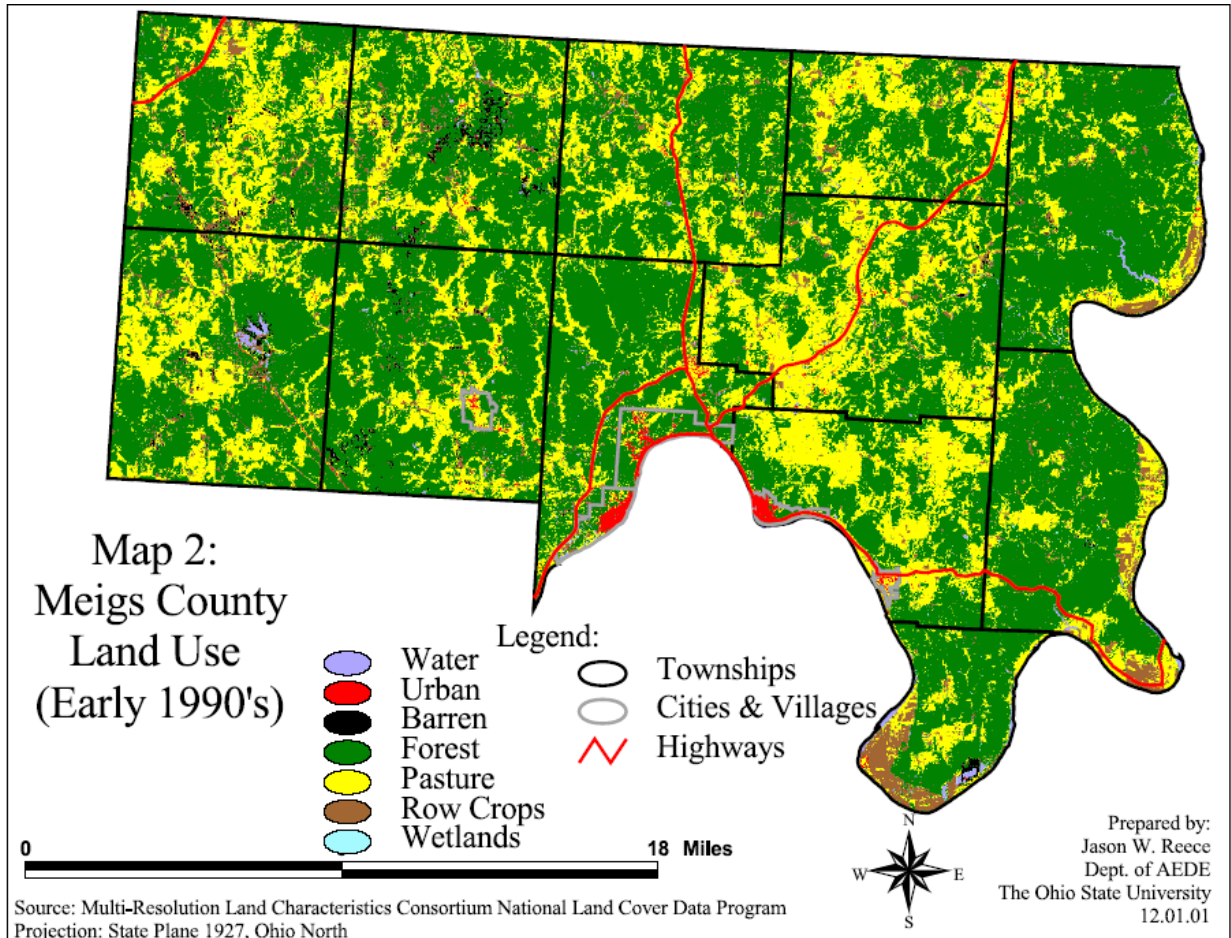 Map 2:
Meigs County
Land Use
(Early 1990's)
Legend:
Water
Urban
Barren
Forest
Pasture
Row Crops
Wetlands
Townships
Cities & Villages
Highways
0 18 Miles
N
W E
S
Prepared by:
Jason W. Reece
Dept. of AEDE
The Ohio State University
12.01.01
Source: Multi-Resolution Land Characteristics Consortium National Land Cover Data Program
Projection: State Plane 1927, Ohio North